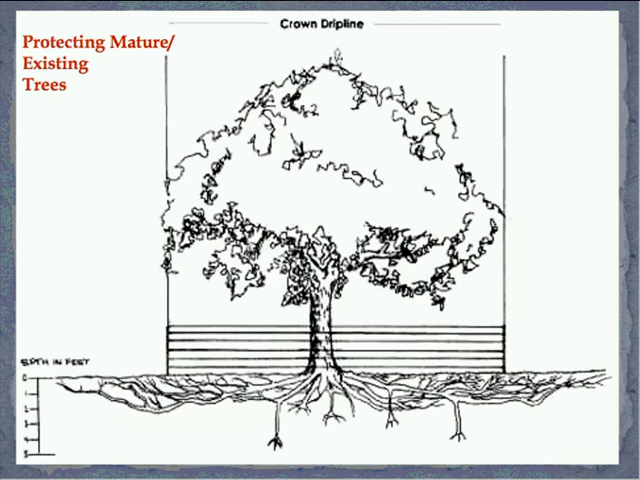 Crown Dripline
Protecting Mature/
Existing
Trees
DEPTH IN FEET
0
1
2
3
4
5